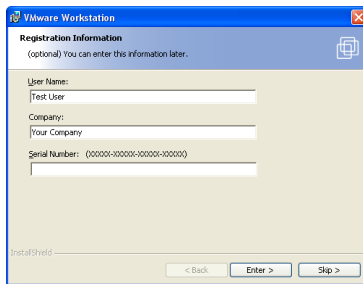 VMware Workstation
Registration Information
(optional) You can enter this information later.
User Name:
Test User
Company:
Your Company
Serial Number: (XXXXX-XXXXX-XXXXX-XXXXX)
InstallShield
< Back Enter > Skip >